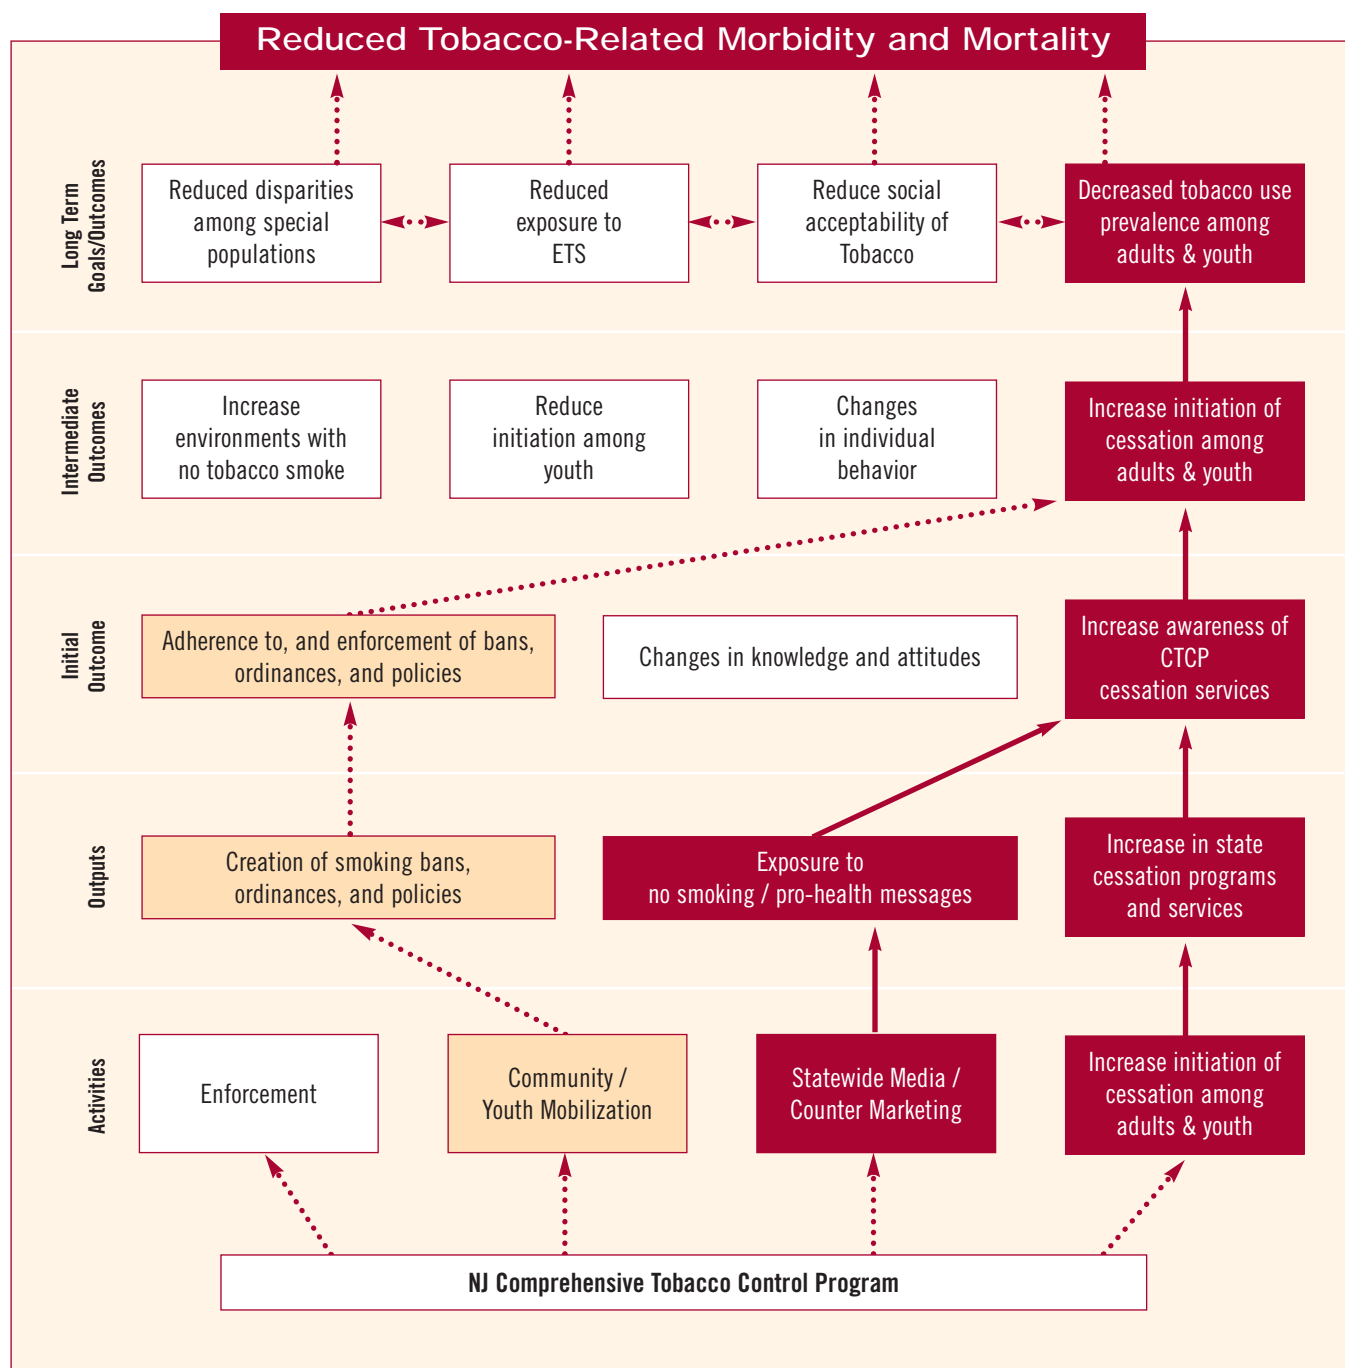 Reduced Tobacco-Related Morbidity and Mortality
Long Term
Goals/Outcomes
Reduced disparities
among special
populations
Reduced
exposure to
ETS
Reduce social
acceptability of
Tobacco
Decreased tobacco use
prevalence among
adults & youth
Intermediate
Outcomes
Increase
environments with
no tobacco smoke
Reduce
initiation among
youth
Changes
in individual
behavior
Increase initiation of
cessation among
adults & youth
Initial
Outcome
Adherence to, and enforcement of bans,
ordinances, and policies
Changes in knowledge and attitudes
Increase awareness of
CTCP
cessation services
Outputs
Creation of smoking bans,
ordinances, and policies
Exposure to
no smoking / pro-health messages
Increase in state
cessation programs
and services
Activities
Enforcement
Community /
Youth Mobilization
Statewide Media /
Counter Marketing
Increase initiation of
cessation among
adults & youth
NJ Comprehensive Tobacco Control Program